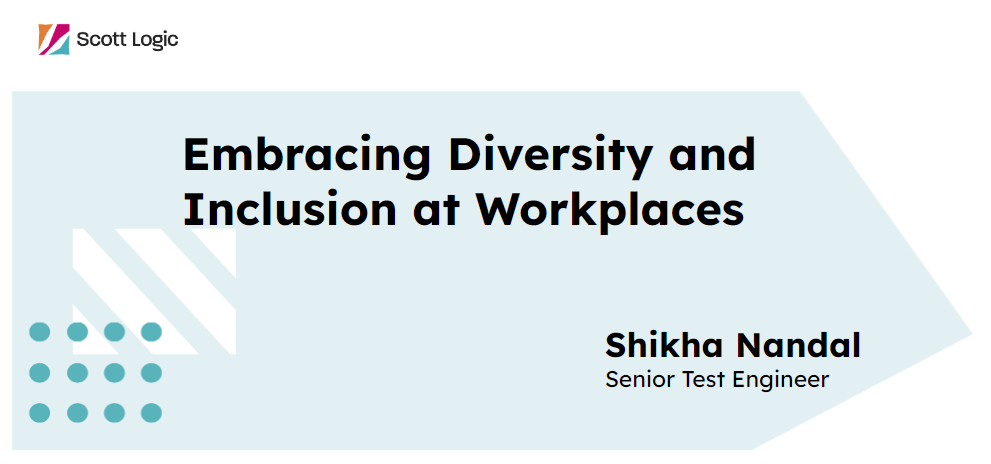 Scott Logic
Embracing Diversity and
Inclusion at Workplaces
Shikha Nandal
Senior Test Engineer